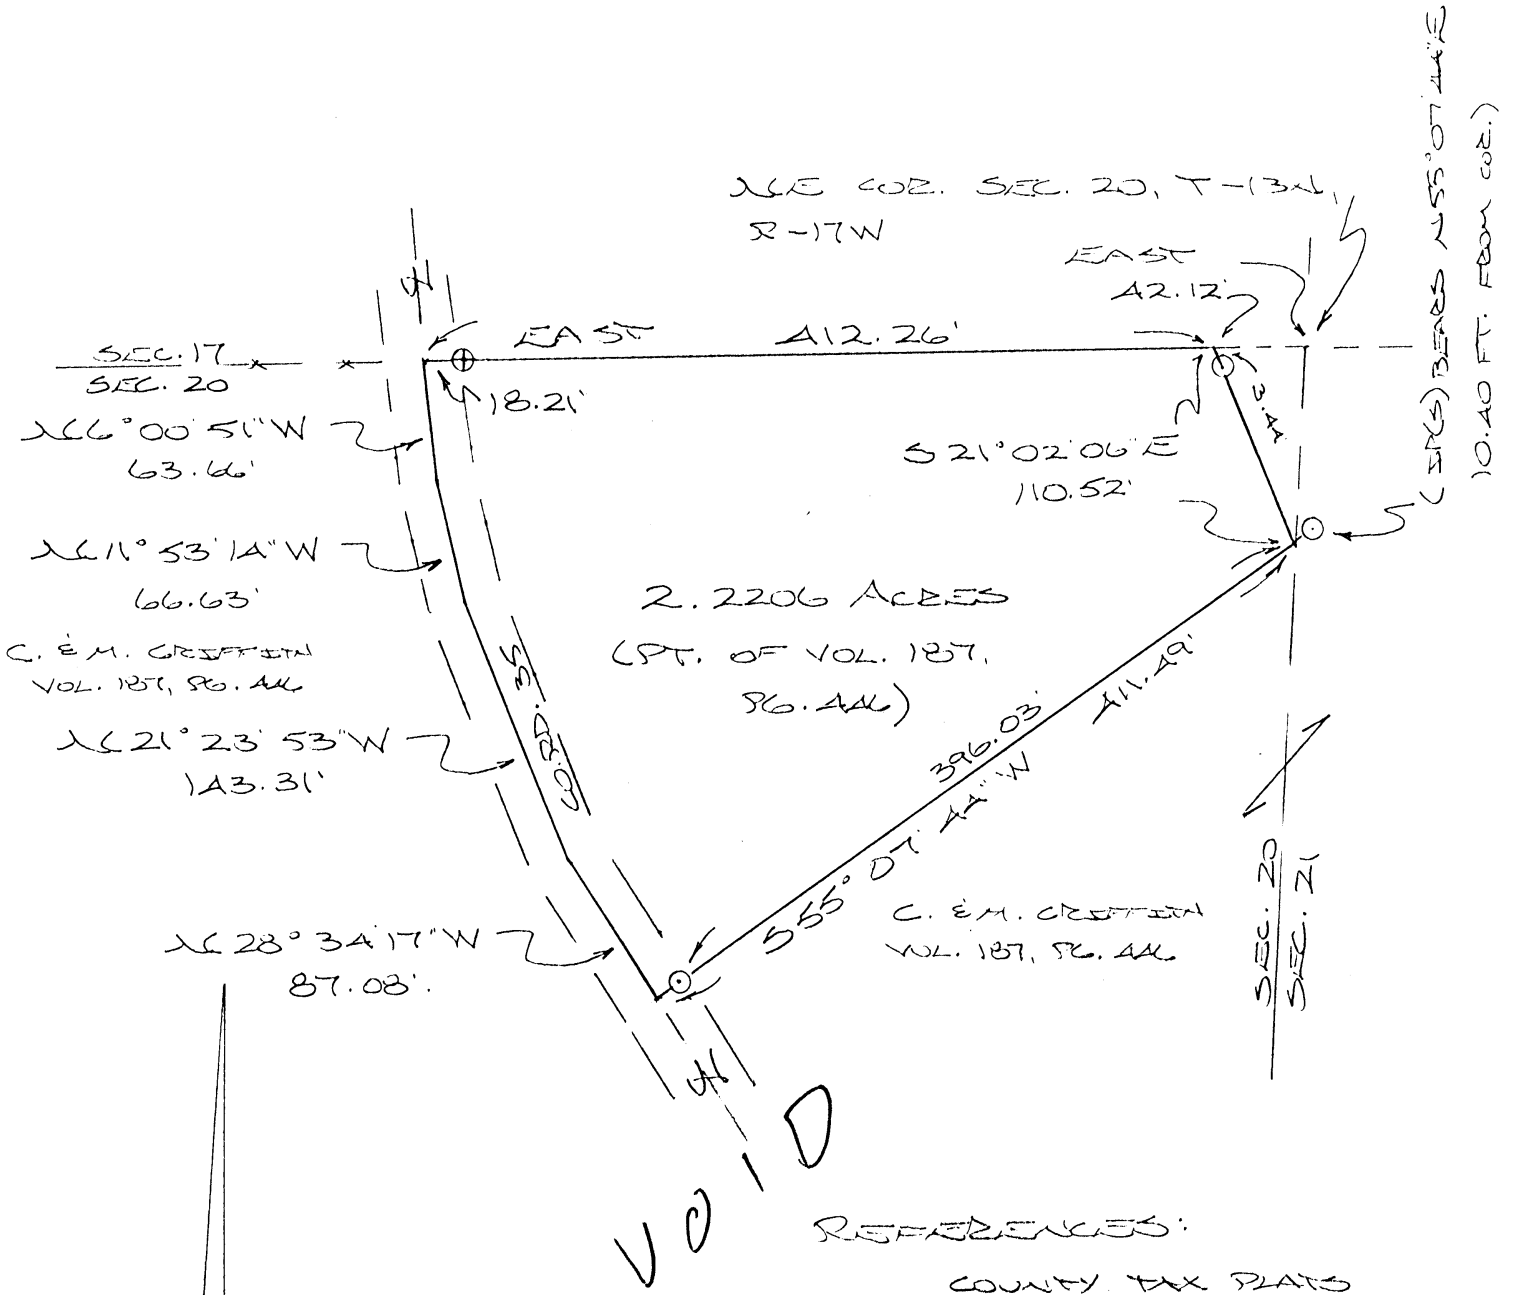 NE COR. SEC. 20, T-13N,
R-17W
EAST
42.12'
(IP(S) BEARS N55°07'44"E
10.40 FT. FROM COR.)
EAST 412.26'
SEC. 17
SEC. 20
18.21'
3.44
N6°00'51"W
63.66'
S21°02'06"E
110.52'
N11°53'14"W
66.63'
2.2206 ACRES
(PT. OF VOL. 187,
PG. 446)
C. & M. GRIFFITH
VOL. 187, PG. 446
CO. RD. 35
N21°23'53"W
143.31'
396.03'
411.49'
S55°07'44"W
C. & M. GRIFFITH
VOL. 187, PG. 446
SEC. 20
SEC. 21
N28°34'17"W
87.08'
VOID
REFERENCES:
COUNTY TAX PLATS